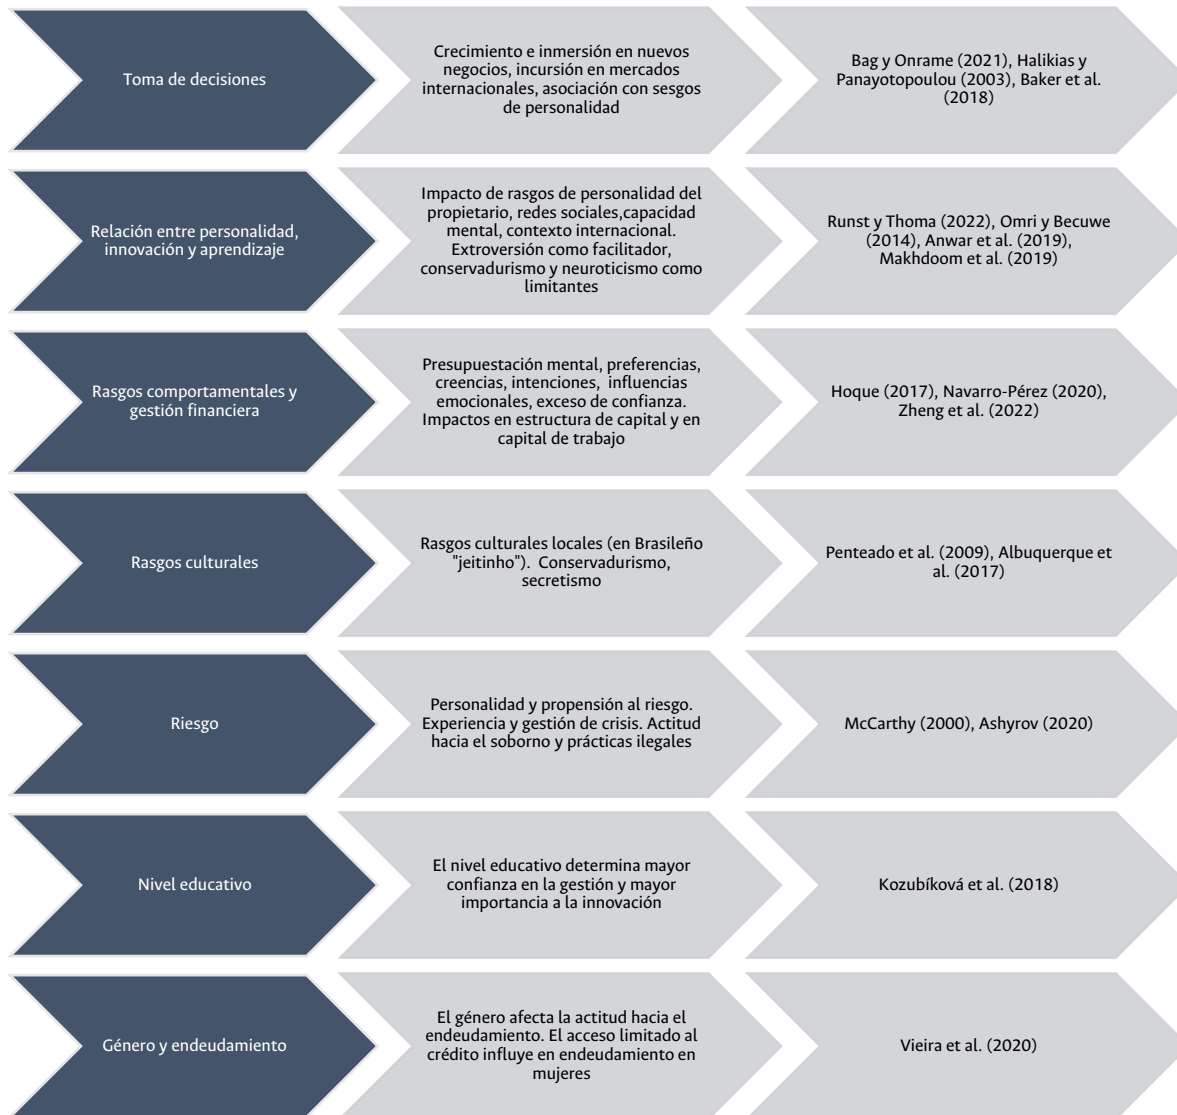 Toma de decisiones
Crecimiento e inmersión en nuevos
negocios, incursión en mercados
internacionales, asociación con sesgos
de personalidad
Bag y Onrame (2021), Halikias y
Panayotopoulou (2003), Baker et al.
(2018)
Relación entre personalidad,
innovación y aprendizaje
Impacto de rasgos de personalidad del
propietario, redes sociales,capacidad
mental, contexto internacional.
Extroversión como facilitador,
conservadurismo y neuroticismo como
limitantes
Runst y Thoma (2022), Omri y Becuwe
(2014), Anwar et al. (2019),
Makhdoom et al. (2019)
Rasgos comportamentales y
gestión financiera
Presupuestación mental, preferencias,
creencias, intenciones, influencias
emocionales, exceso de confianza.
Impactos en estructura de capital y en
capital de trabajo
Hoque (2017), Navarro-Pérez (2020),
Zheng et al. (2022)
Rasgos culturales
Rasgos culturales locales (en Brasileño
"jeitinho"). Conservadurismo,
secretismo
Penteado et al. (2009), Albuquerque et
al. (2017)
Riesgo
Personalidad y propensión al riesgo.
Experiencia y gestión de crisis. Actitud
hacia el soborno y prácticas ilegales
McCarthy (2000), Ashyrov (2020)
Nivel educativo
El nivel educativo determina mayor
confianza en la gestión y mayor
importancia a la innovación
Kozubíková et al. (2018)
Género y endeudamiento
El género afecta la actitud hacia el
endeudamiento. El acceso limitado al
crédito influye en endeudamiento en
mujeres
Vieira et al. (2020)